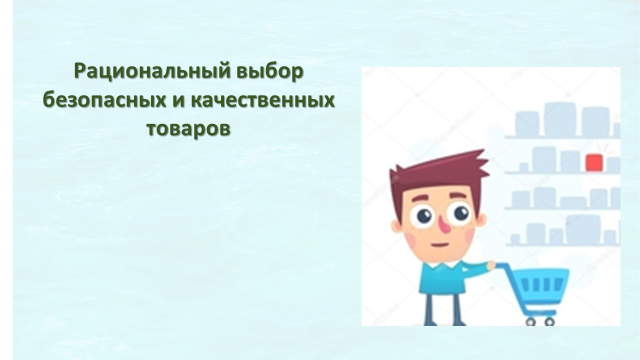 Рациональный выбор
безопасных и качественных
товаров